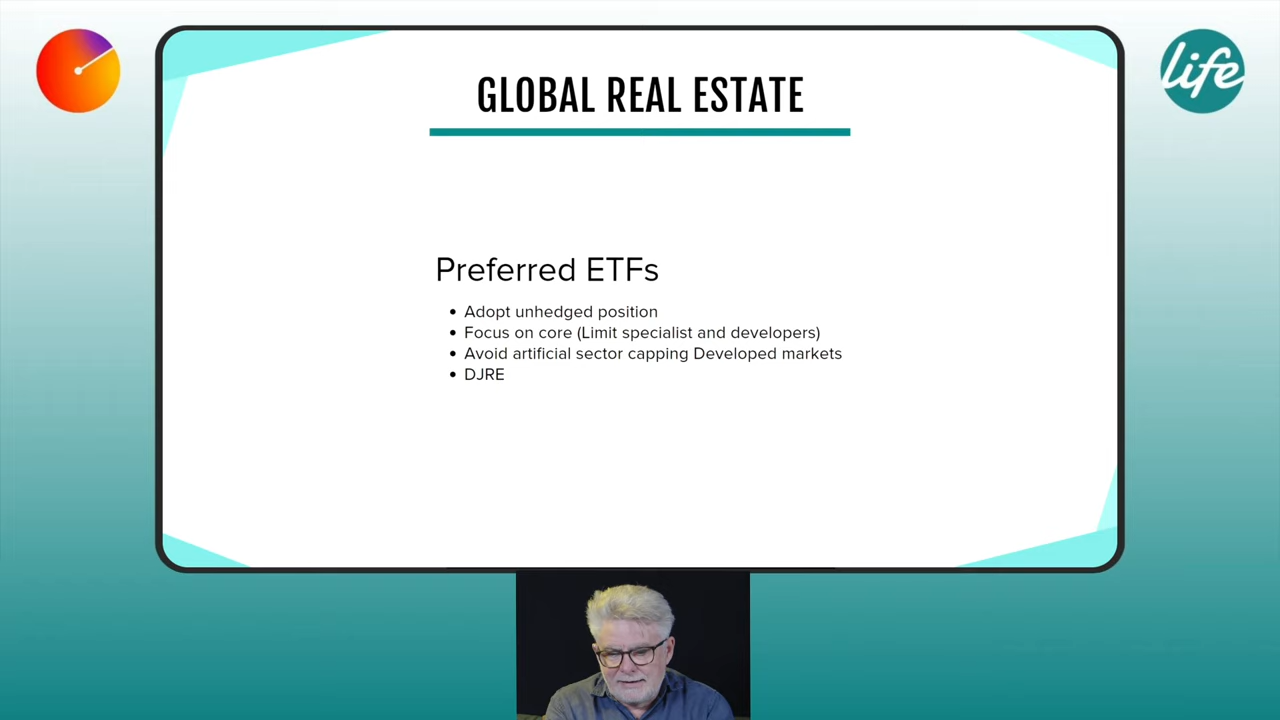 life
GLOBAL REAL ESTATE
Preferred ETFs
• Adopt unhedged position
• Focus on core (Limit specialist and developers)
• Avoid artificial sector capping Developed markets
• DJRE